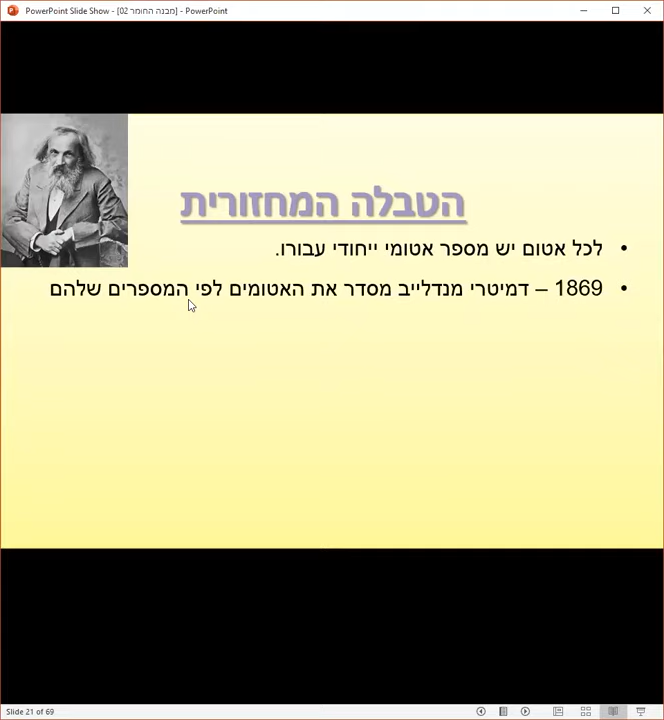 PowerPoint Slide Show - [מבנה החומר 02] - PowerPoint
הטבלה המחזורית
• לכל אטום יש מספר אטומי ייחודי עבורו.
• 1869 – דמיטרי מנדלייב מסדר את האטומים לפי המספרים שלהם
Slide 21 of 69